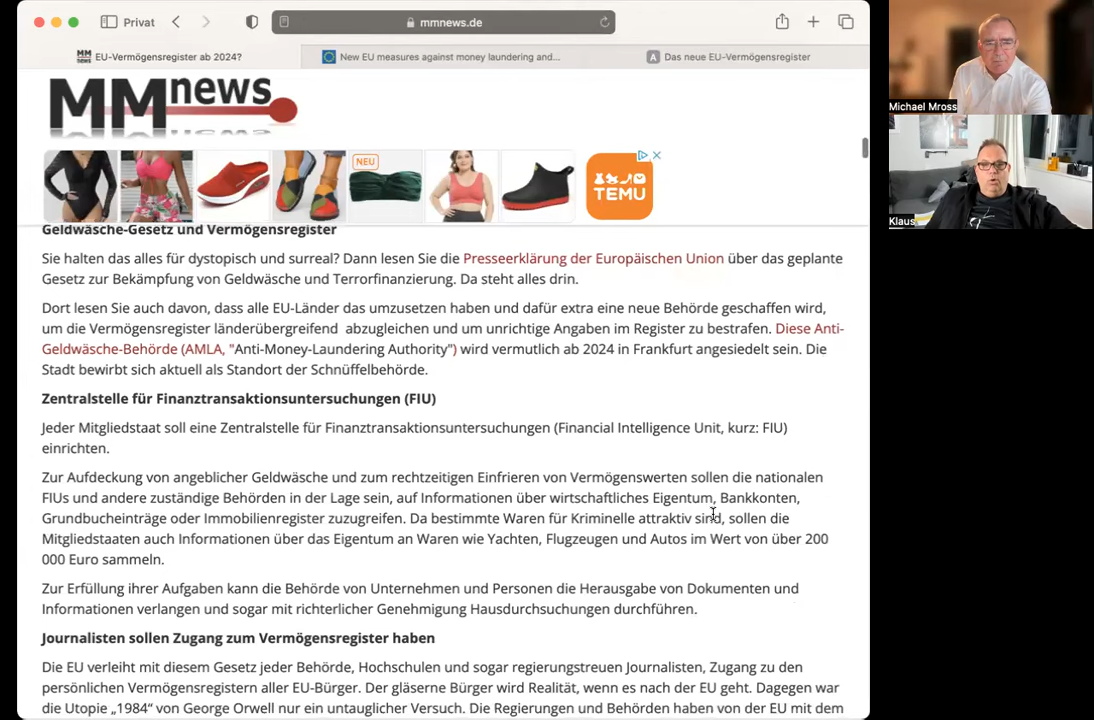 Privat
mmnews.de
MM NEWS EU-Vermögensregister ab 2024?
New EU measures against money laundering and...
A Das neue EU-Vermögensregister
MMnews
NEU
TEMU
Geldwäsche-Gesetz und Vermögensregister
Sie halten das alles für dystopisch und surreal? Dann lesen Sie die Presseerklärung der Europäischen Union über das geplante
Gesetz zur Bekämpfung von Geldwäsche und Terrorfinanzierung. Da steht alles drin.
Dort lesen Sie auch davon, dass alle EU-Länder das umzusetzen haben und dafür extra eine neue Behörde geschaffen wird,
um die Vermögensregister länderübergreifend abzugleichen und um unrichtige Angaben im Register zu bestrafen. Diese Anti-
Geldwäsche-Behörde (AMLA, "Anti-Money-Laundering Authority") wird vermutlich ab 2024 in Frankfurt angesiedelt sein. Die
Stadt bewirbt sich aktuell als Standort der Schnüffelbehörde.
Zentralstelle für Finanztransaktionsuntersuchungen (FIU)
Jeder Mitgliedstaat soll eine Zentralstelle für Finanztransaktionsuntersuchungen (Financial Intelligence Unit, kurz: FIU)
einrichten.
Zur Aufdeckung von angeblicher Geldwäsche und zum rechtzeitigen Einfrieren von Vermögenswerten sollen die nationalen
FIUs und andere zuständige Behörden in der Lage sein, auf Informationen über wirtschaftliches Eigentum, Bankkonten,
Grundbucheinträge oder Immobilienregister zuzugreifen. Da bestimmte Waren für Kriminelle attraktiv sind, sollen die
Mitgliedstaaten auch Informationen über das Eigentum an Waren wie Yachten, Flugzeugen und Autos im Wert von über 200
000 Euro sammeln.
Zur Erfüllung ihrer Aufgaben kann die Behörde von Unternehmen und Personen die Herausgabe von Dokumenten und
Informationen verlangen und sogar mit richterlicher Genehmigung Hausdurchsuchungen durchführen.
Journalisten sollen Zugang zum Vermögensregister haben
Die EU verleiht mit diesem Gesetz jeder Behörde, Hochschulen und sogar regierungstreuen Journalisten, Zugang zu den
persönlichen Vermögensregistern aller EU-Bürger. Der gläserne Bürger wird Realität, wenn es nach der EU geht. Dagegen war
die Utopie „1984“ von George Orwell nur ein untauglicher Versuch. Die Regierungen und Behörden haben von der EU mit dem
Michael Mross
Klaus